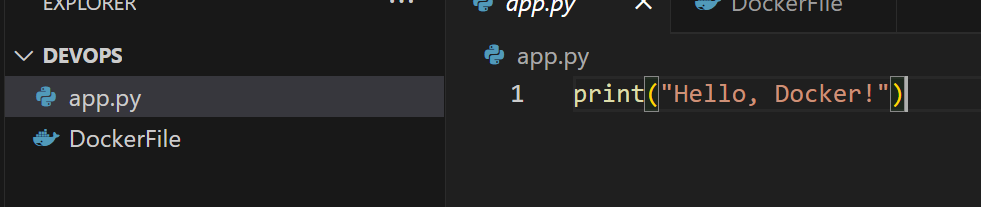 EXPLORER ...
DEVOPS
app.py
DockerFile
app.py × DockerFile
app.py
1 print("Hello, Docker!")